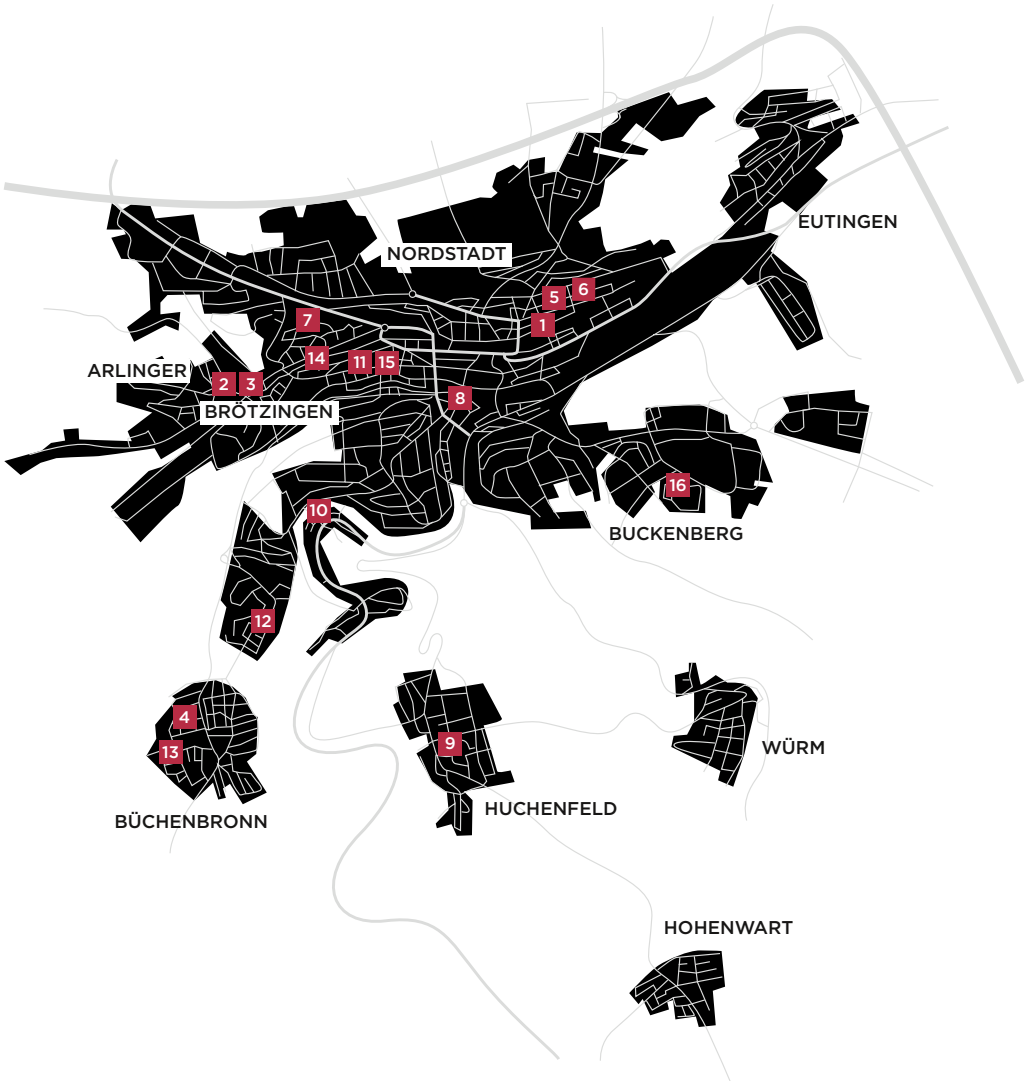 EUTINGEN
NORDSTADT
6
5
7
1
14
11
15
ARLINGER
2
3
8
BRÖTZINGEN
16
10
BUCKENBERG
12
4
9
13
WÜRM
HUCHENFELD
BÜCHENBRONN
HOHENWART